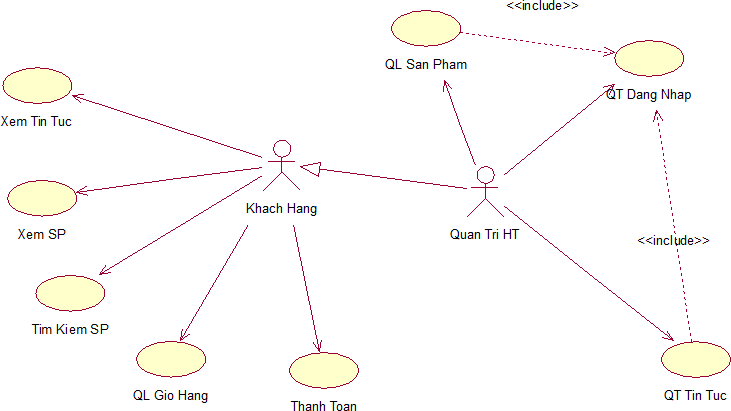 <<include>>
QL San Pham
QT Dang Nhap
Xem Tin Tuc
Khach Hang
Xem SP
Quan Tri HT
<<include>>
Tim Kiem SP
QL Gio Hang
Thanh Toan
QT Tin Tuc